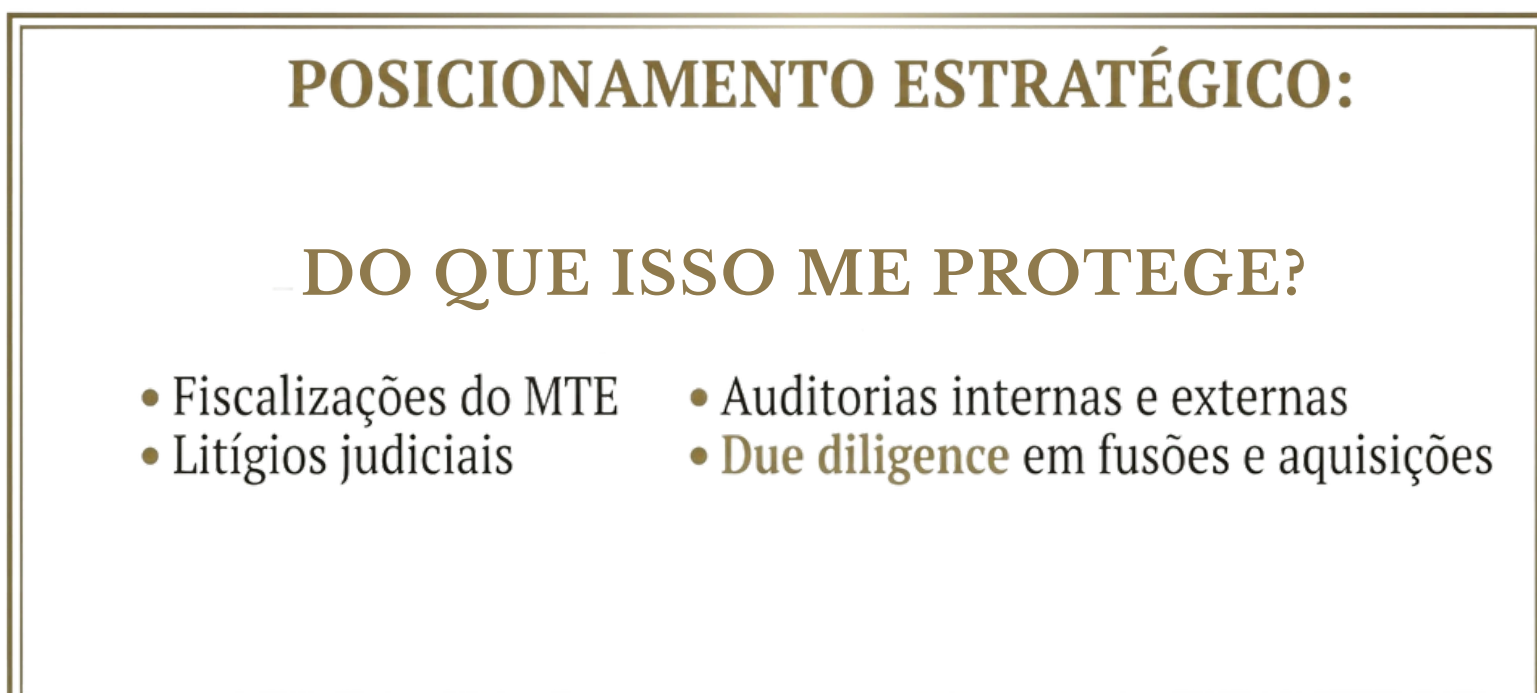 POSICIONAMENTO ESTRATÉGICO:
DO QUE ISSO ME PROTEGE?
• Fiscalizações do MTE
• Litígios judiciais
• Auditorias internas e externas
• Due diligence em fusões e aquisições